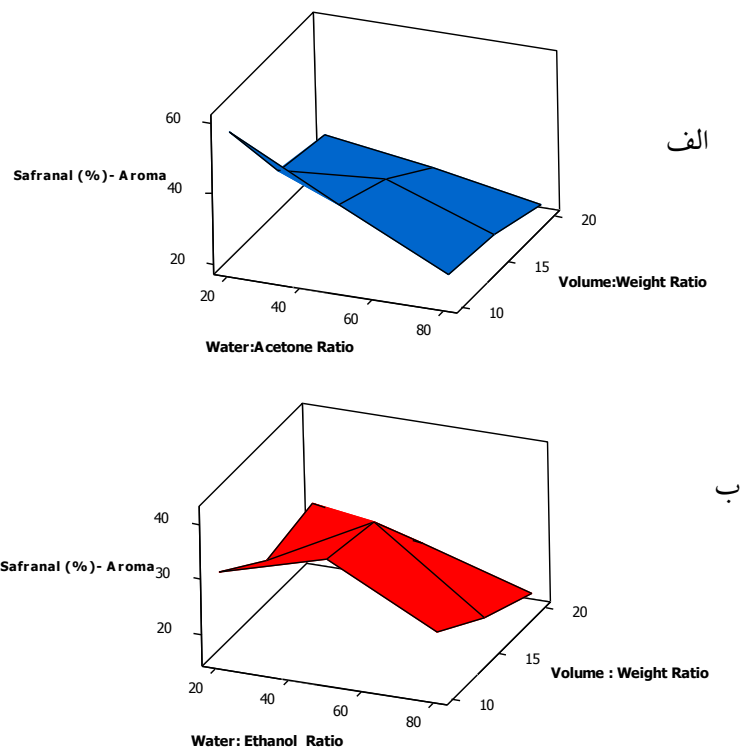 الف
60
Safranal (%)- Aroma
40
20
20
40
60
80
10
15
20
Volume:Weight Ratio
Water:Acetone Ratio
ب
40
Safranal (%)- Aroma
30
20
20
40
60
80
10
15
20
Volume : Weight Ratio
Water: Ethanol Ratio